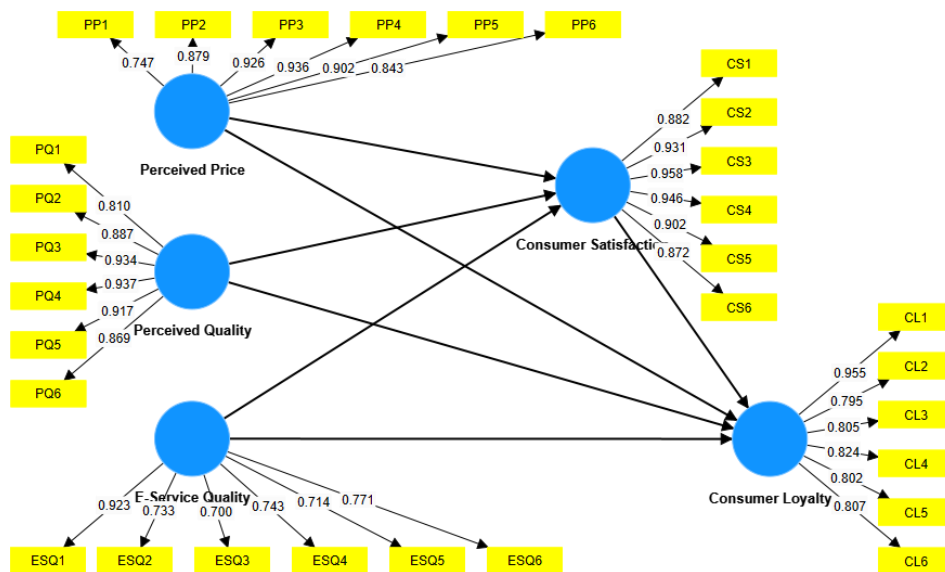 PP1 PP2 PP3 PP4 PP5 PP6
0.747 0.879 0.926 0.936 0.902 0.843
Perceived Price
PQ1
PQ2
PQ3
PQ4
PQ5
PQ6
0.810
0.887
0.934
0.937
0.917
0.869
Perceived Quality
CS1
CS2
CS3
CS4
CS5
CS6
0.882
0.931
0.958
0.946
0.902
0.872
Consumer Satisfactio
CL1
CL2
CL3
CL4
CL5
CL6
0.955
0.795
0.805
0.824
0.802
0.807
Consumer Loyalty
E-Service Quality
0.923 0.733 0.700 0.743 0.714 0.771
ESQ1 ESQ2 ESQ3 ESQ4 ESQ5 ESQ6